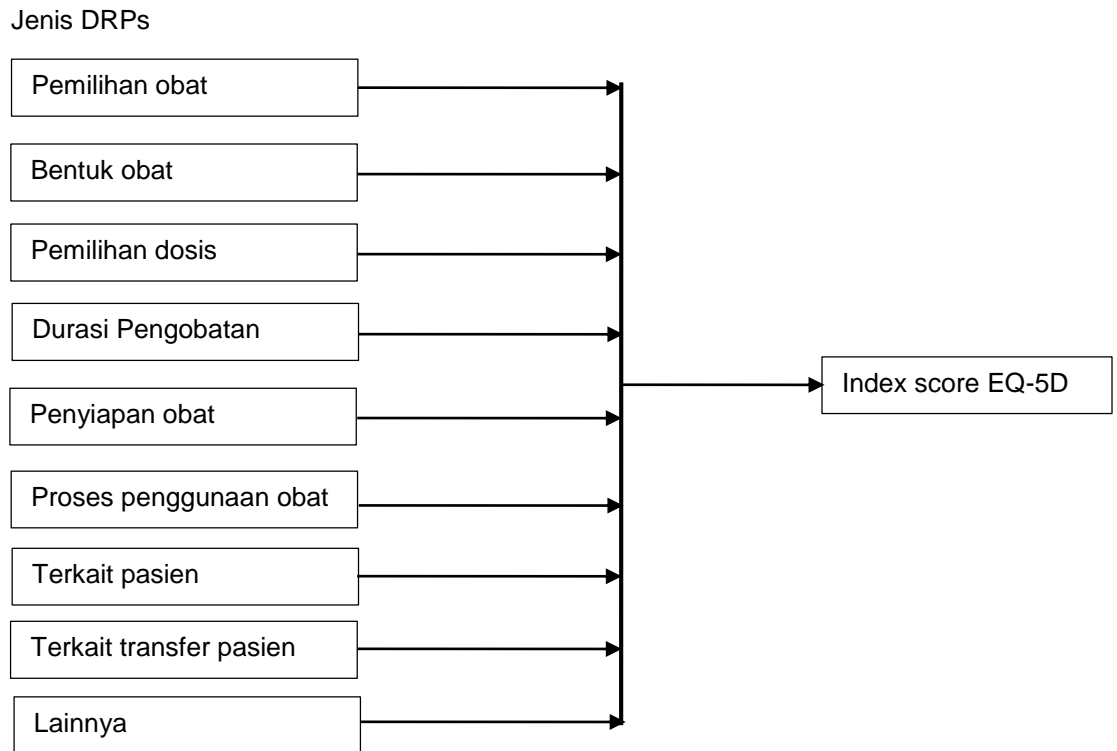 Jenis DRPs
Pemilihan obat
Bentuk obat
Pemilihan dosis
Durasi Pengobatan
Penyiapan obat
Proses penggunaan obat
Terkait pasien
Terkait transfer pasien
Lainnya
Index score EQ-5D